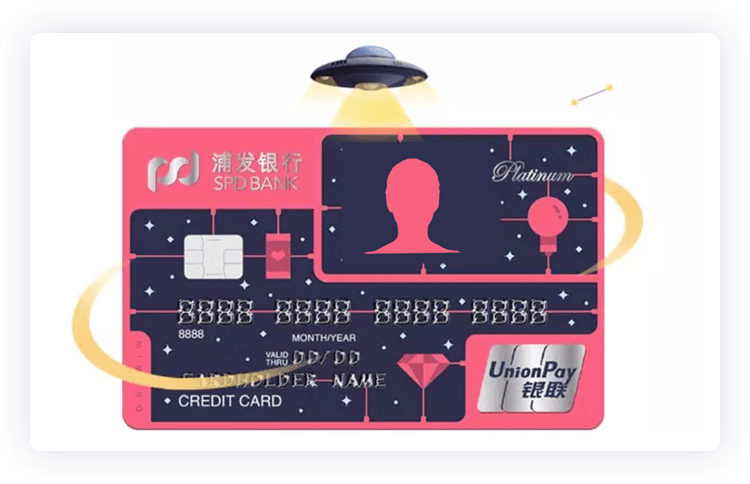 浦发银行
SPD BANK
Platinum
8888 8888 8888 8888
8888
MONTH/YEAR
VALID THRU DD/DD
CARDHOLDER NAME
CREDIT CARD
UnionPay
银联